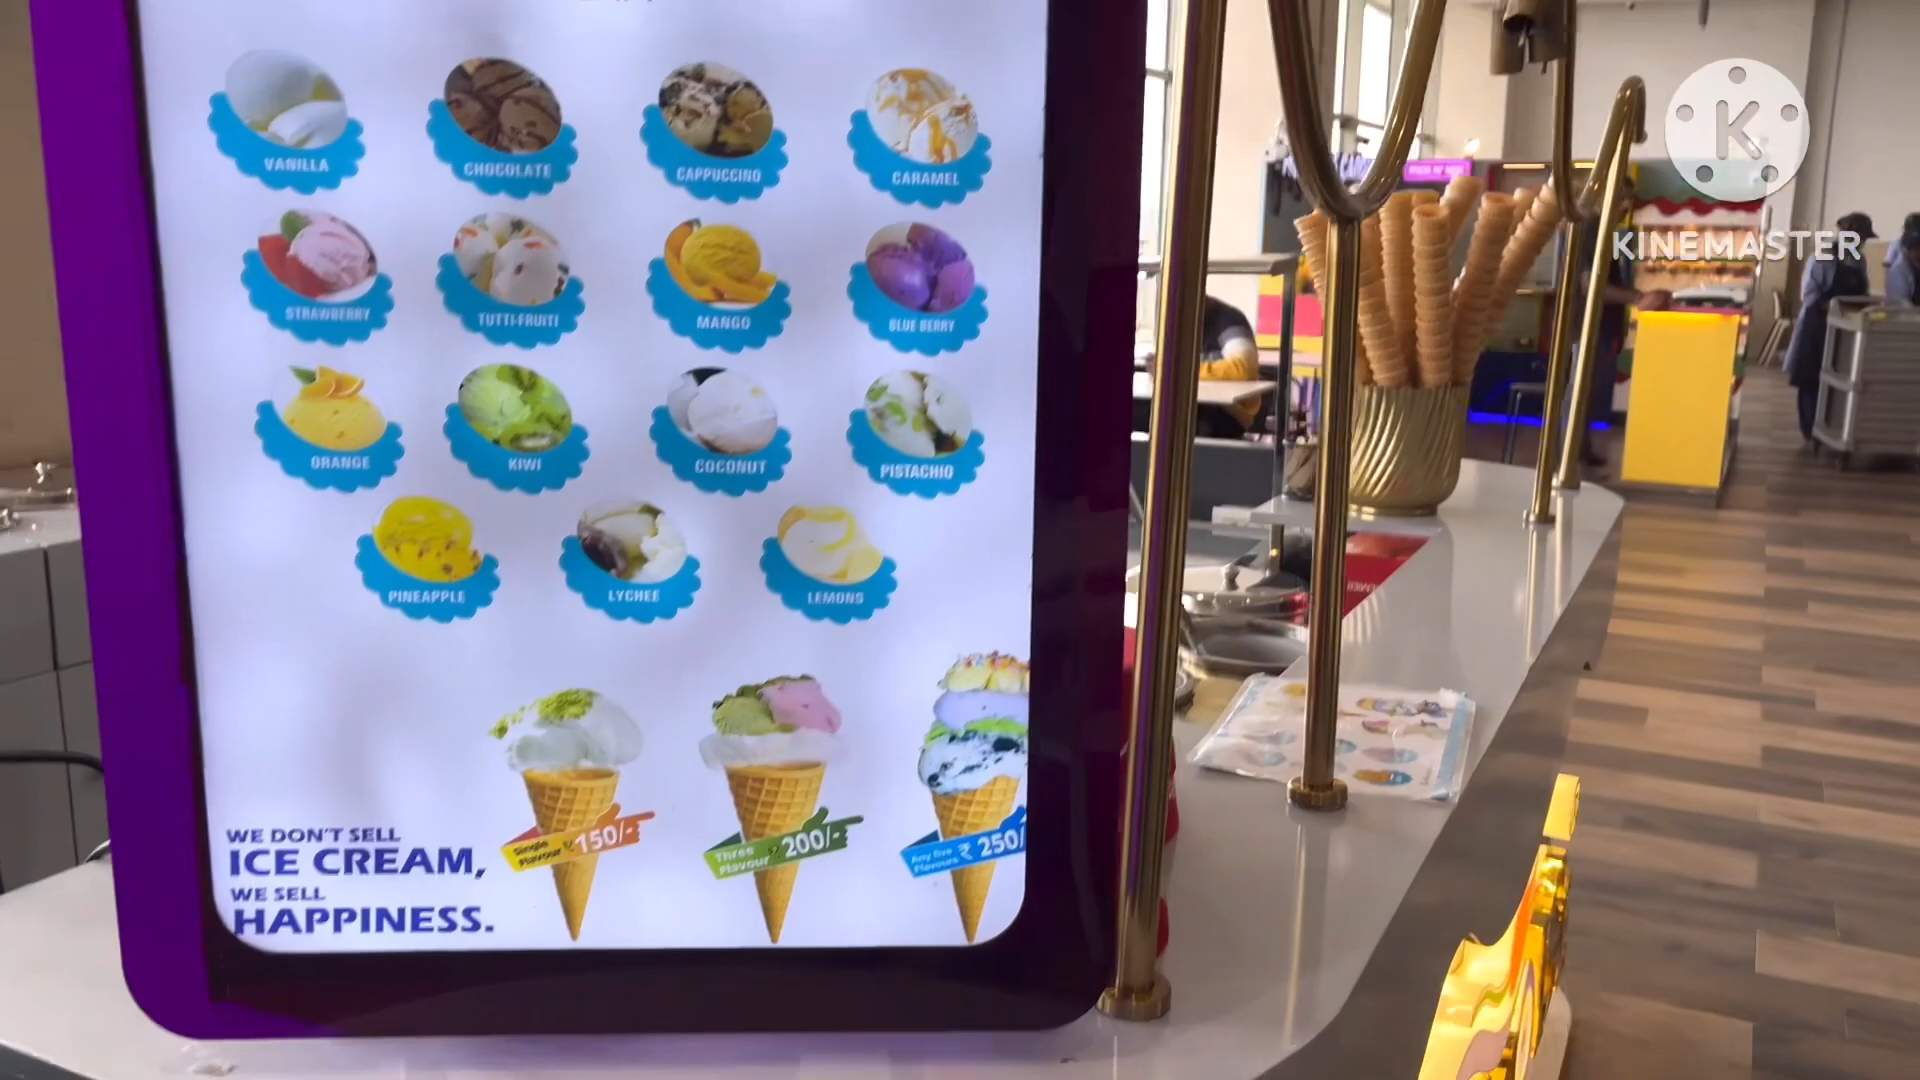 VANILLA
CHOCOLATE
CAPPUCCINO
CARAMEL
STRAWBERRY
TUTTI-FRUITI
MANGO
BLUE BERRY
ORANGE
KIWI
COCONUT
PISTACHIO
PINEAPPLE
LYCHEE
LEMONS
WE DON'T SELL
ICE CREAM,
WE SELL
HAPPINESS.
Single
Flavour ₹ 150/-
Three
Flavour ₹ 200/-
Any five
Flavours ₹ 250/
K
KINEMASTER